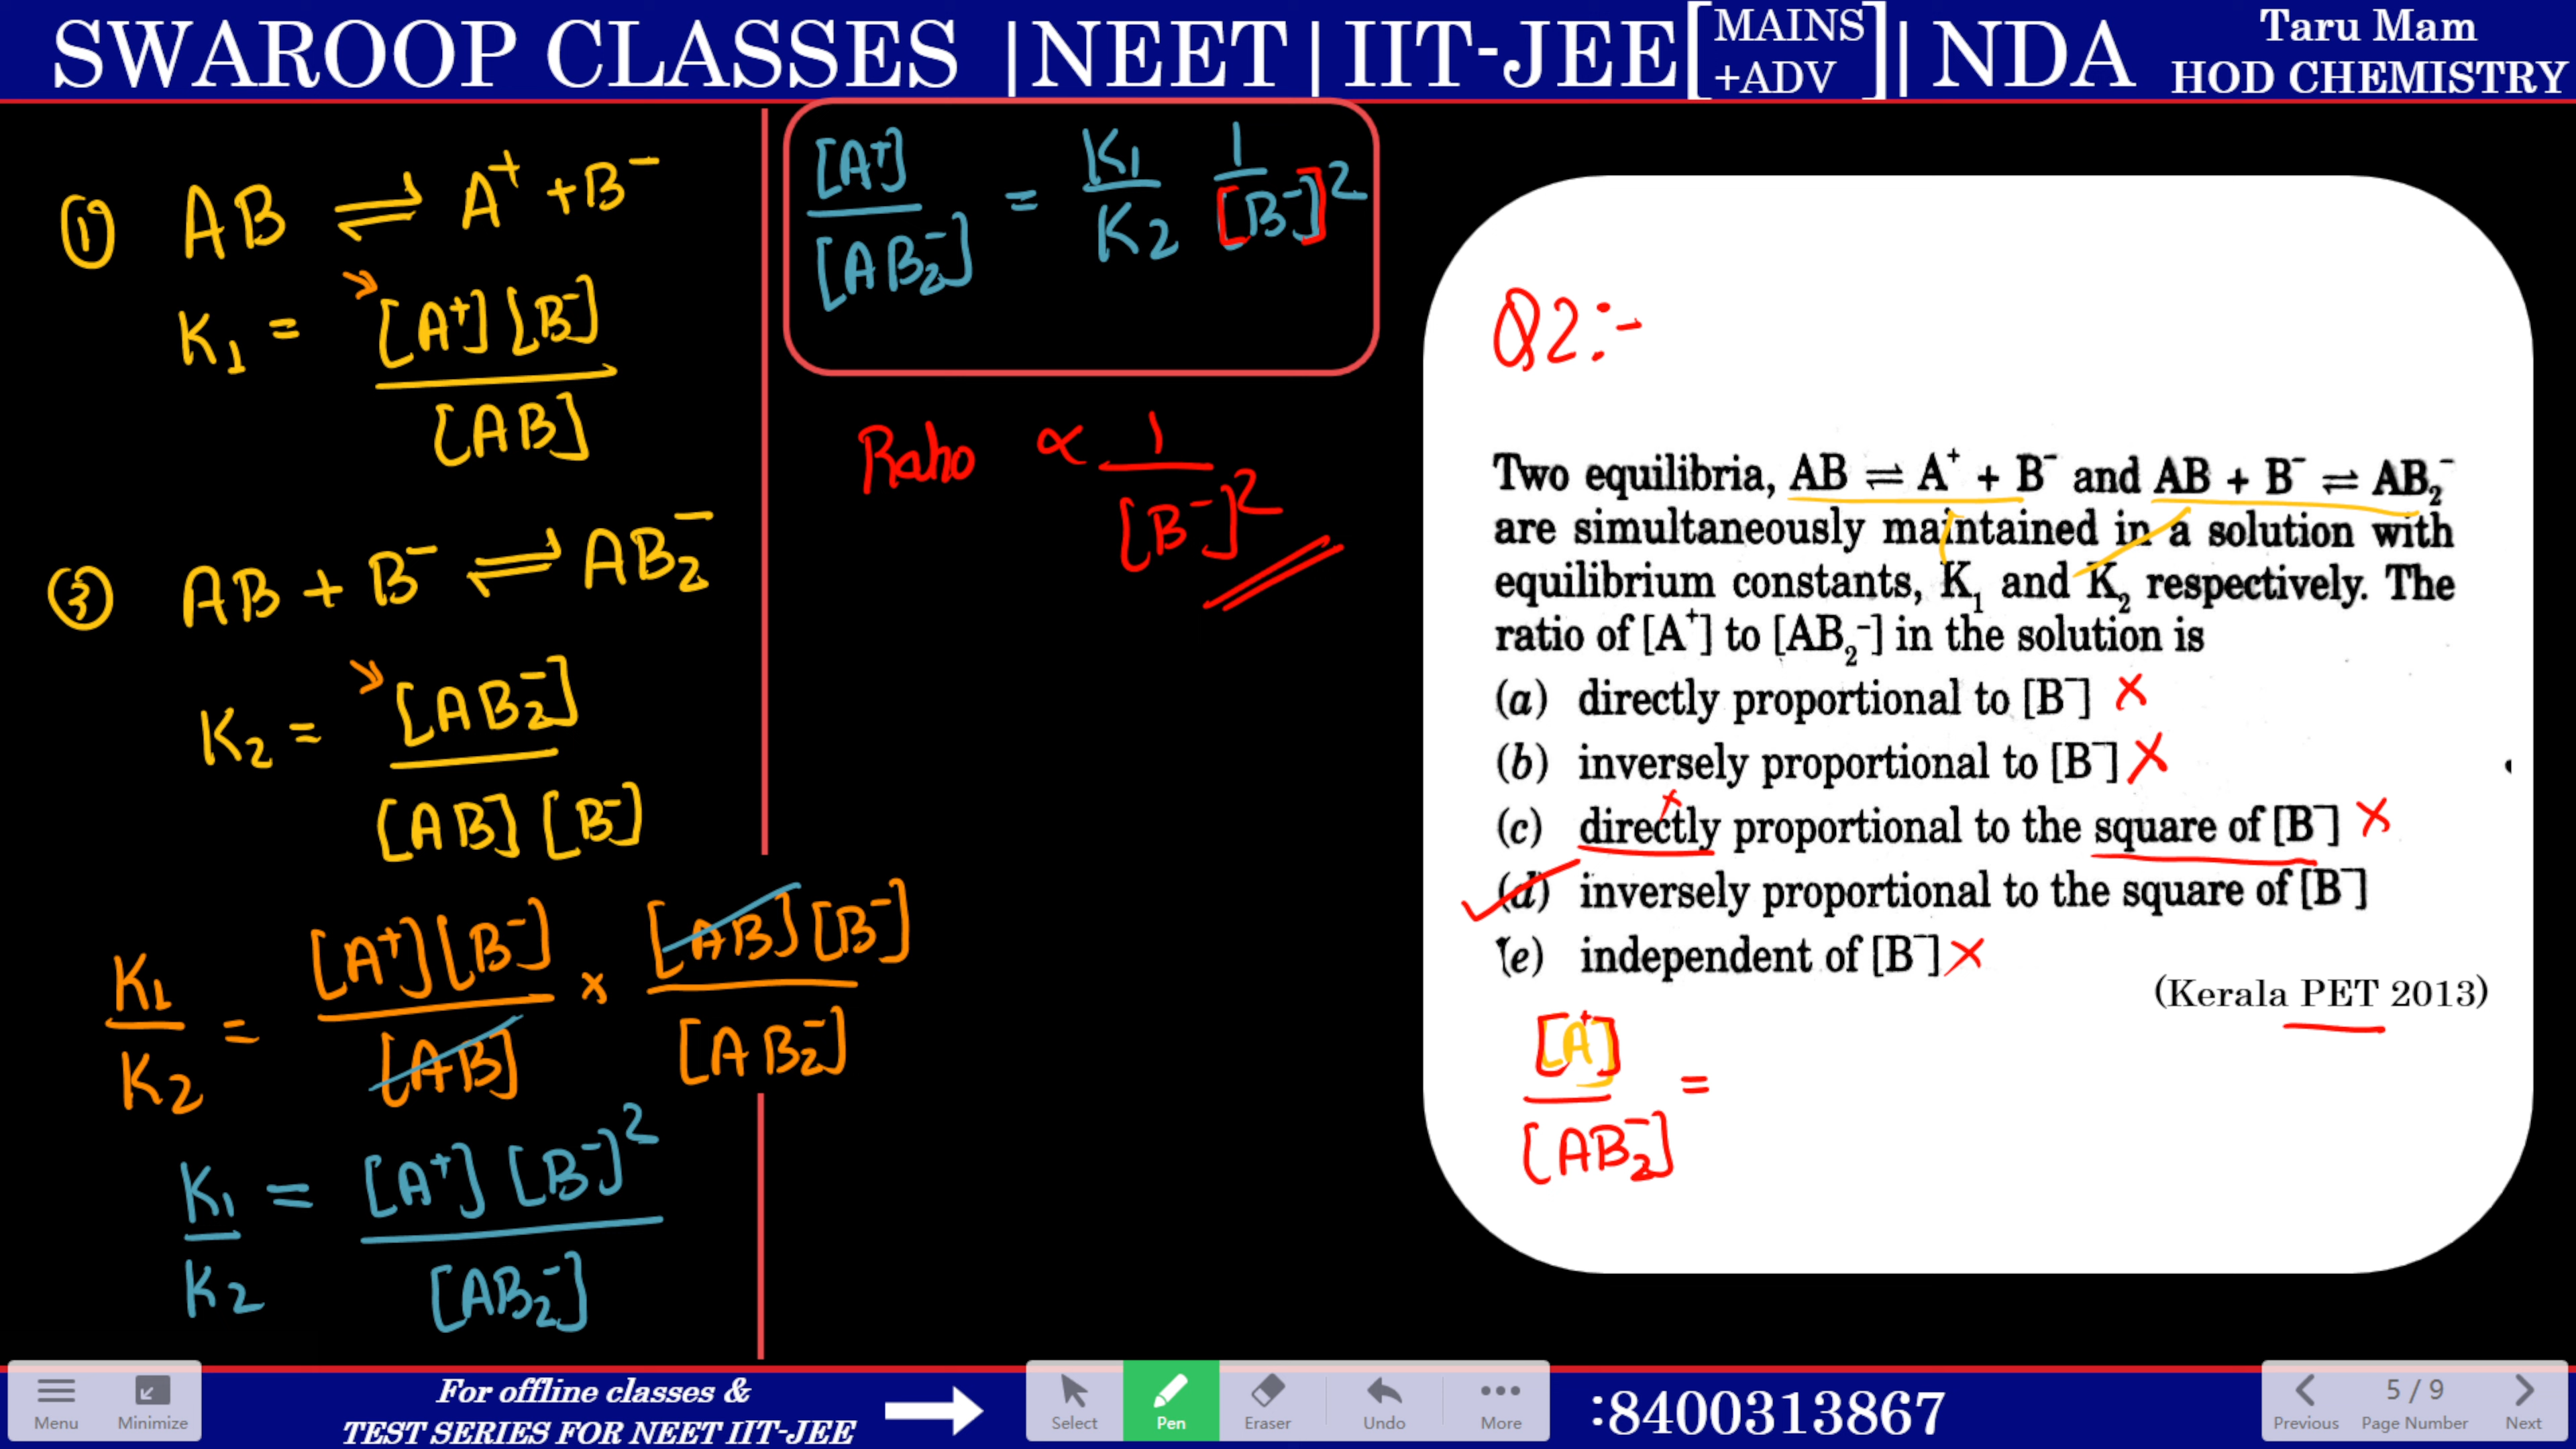 SWAROOP CLASSES |NEET| IIT-JEE[MAINS +ADV]| NDA
Taru Mam
HOD CHEMISTRY
① AB ⇌ A⁺ + B⁻
K₁ = [A⁺][B⁻] / [AB]
② AB + B⁻ ⇌ AB₂⁻
K₂ = [AB₂⁻] / [AB][B⁻]
K₁/K₂ = [A⁺][B⁻] / [AB] × [AB][B⁻] / [AB₂⁻]
K₁/K₂ = [A⁺][B⁻]² / [AB₂⁻]
[A⁺] / [AB₂⁻] = K₁/K₂ 1/[B⁻]²
Ratio ∝ 1/[B⁻]²
Q2:-
Two equilibria, AB ⇌ A⁺ + B⁻ and AB + B⁻ ⇌ AB₂⁻
are simultaneously maintained in a solution with
equilibrium constants, K₁ and K₂ respectively. The
ratio of [A⁺] to [AB₂⁻] in the solution is
(a) directly proportional to [B⁻] ×
(b) inversely proportional to [B⁻] ×
(c) directly proportional to the square of [B⁻] ×
(d) inversely proportional to the square of [B⁻]
(e) independent of [B⁻] ×
(Kerala PET 2013)
[A⁺] / [AB₂⁻] =
Menu
Minimize
For offline classes &
TEST SERIES FOR NEET IIT-JEE
Select
Pen
Eraser
Undo
More
:8400313867
Previous
5 / 9
Page Number
Next